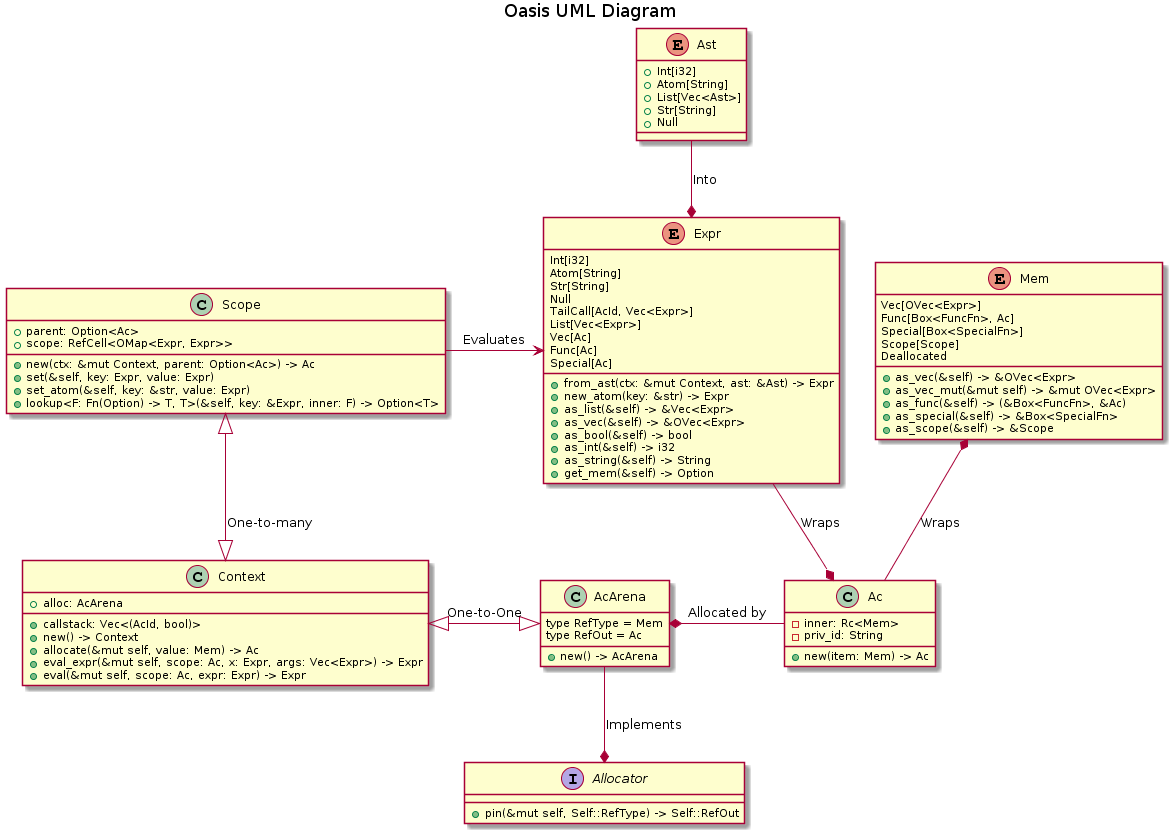 Oasis UML Diagram
E Ast
Int[i32]
Atom[String]
List[Vec<Ast>]
Str[String]
Null
Into
E Expr
Int[i32]
Atom[String]
Str[String]
Null
TailCall[AcId, Vec<Expr>]
List[Vec<Expr>]
Vec[Ac]
Func[Ac]
Special[Ac]
from_ast(ctx: &mut Context, ast: &Ast) -> Expr
new_atom(key: &str) -> Expr
as_list(&self) -> &Vec<Expr>
as_vec(&self) -> &OVec<Expr>
as_bool(&self) -> bool
as_int(&self) -> i32
as_string(&self) -> String
get_mem(&self) -> Option
E Mem
Vec[OVec<Expr>]
Func[Box<FuncFn>, Ac]
Special[Box<SpecialFn>]
Scope[Scope]
Deallocated
as_vec(&self) -> &OVec<Expr>
as_vec_mut(&mut self) -> &mut OVec<Expr>
as_func(&self) -> (&Box<FuncFn>, &Ac)
as_special(&self) -> &Box<SpecialFn>
as_scope(&self) -> &Scope
C Scope
parent: Option<Ac>
scope: RefCell<OMap<Expr, Expr>>
new(ctx: &mut Context, parent: Option<Ac>) -> Ac
set(&self, key: Expr, value: Expr)
set_atom(&self, key: &str, value: Expr)
lookup<F: Fn(Option) -> T, T>(&self, key: &Expr, inner: F) -> Option<T>
Evaluates
One-to-many
Wraps
Wraps
C Context
alloc: AcArena
callstack: Vec<(AcId, bool)>
new() -> Context
allocate(&mut self, value: Mem) -> Ac
eval_expr(&mut self, scope: Ac, x: Expr, args: Vec<Expr>) -> Expr
eval(&mut self, scope: Ac, expr: Expr) -> Expr
One-to-One
C AcArena
type RefType = Mem
type RefOut = Ac
new() -> AcArena
Allocated by
C Ac
inner: Rc<Mem>
priv_id: String
new(item: Mem) -> Ac
Implements
I Allocator
pin(&mut self, Self::RefType) -> Self::RefOut